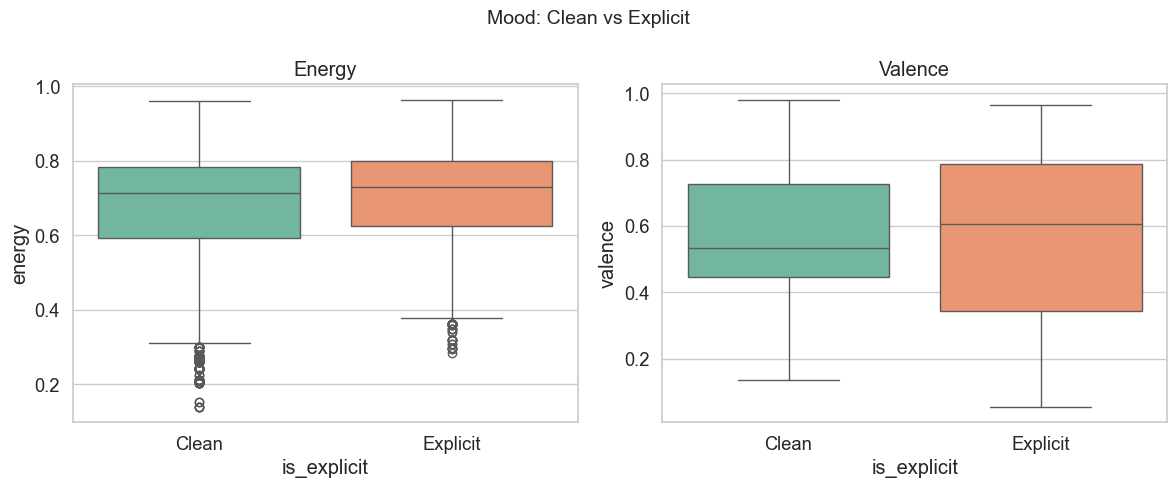 Mood: Clean vs Explicit
Energy
energy
1.0
0.8
0.6
0.4
0.2
Clean
Explicit
is_explicit
Valence
valence
1.0
0.8
0.6
0.4
0.2
Clean
Explicit
is_explicit